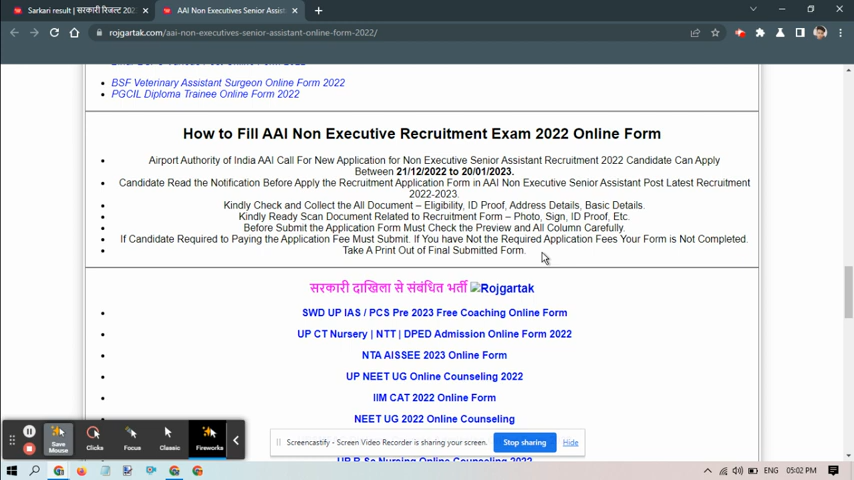 Sarkari result | सरकारी रिजल्ट 202
AAI Non Executives Senior Assist
rojgartak.com/aai-non-executives-senior-assistant-online-form-2022/
BSF Veterinary Assistant Surgeon Online Form 2022
PGCIL Diploma Trainee Online Form 2022
How to Fill AAI Non Executive Recruitment Exam 2022 Online Form
Airport Authority of India AAI Call For New Application for Non Executive Senior Assistant Recruitment 2022 Candidate Can Apply
Between 21/12/2022 to 20/01/2023.
Candidate Read the Notification Before Apply the Recruitment Application Form in AAI Non Executive Senior Assistant Post Latest Recruitment
2022-2023.
Kindly Check and Collect the All Document – Eligibility, ID Proof, Address Details, Basic Details.
Kindly Ready Scan Document Related to Recruitment Form – Photo, Sign, ID Proof, Etc.
Before Submit the Application Form Must Check the Preview and All Column Carefully.
If Candidate Required to Paying the Application Fee Must Submit. If You Have Not the Required Application Fees Your Form is Not Completed.
Take A Print Out of Final Submitted Form.
सरकारी दाखिला से संबंधित भर्ती Rojgartak
SWD UP IAS / PCS Pre 2023 Free Coaching Online Form
UP CT Nursery | NTT | DPED Admission Online Form 2022
NTA AISSEE 2023 Online Form
UP NEET UG Online Counseling 2022
IIM CAT 2022 Online Form
NEET UG 2022 Online Counseling
UP B.Sc Nursing Online Counseling 2022
Save Mouse
Clicks
Focus
Classic
Fireworks
Screencastify - Screen Video Recorder is sharing your screen.
Stop sharing
Hide
ENG
05:02 PM